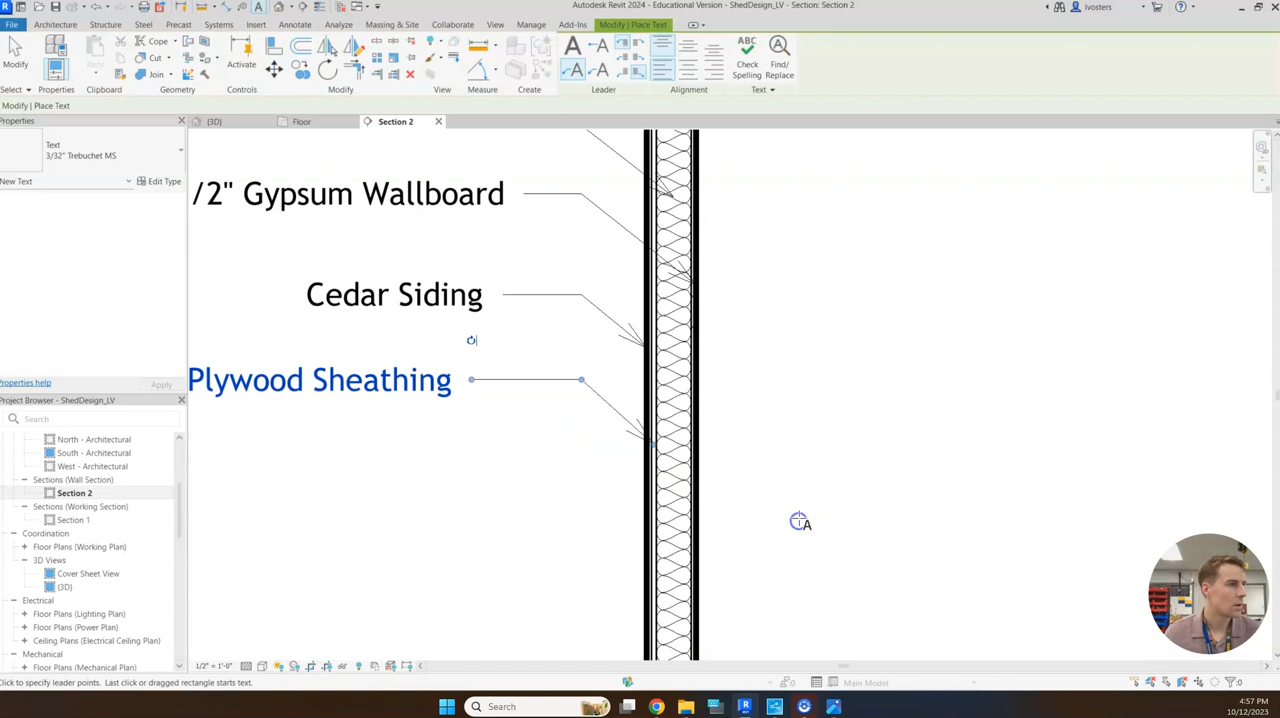 Autodesk Revit 2024 - Educational Version - ShedDesign_LV - Section: Section 2
lvosters
File Architecture Structure Steel Precast Systems Insert Annotate Analyze Massing & Site Collaborate View Manage Add-Ins Modify | Place Text
Cope
Cut
Join
Modify
Activate
Check
Spelling
Find/
Replace
Select Properties Clipboard Geometry Controls Modify View Measure Create Leader Alignment Text
Modify | Place Text
Properties
{3D}
Floor
Section 2
Text
3/32" Trebuchet MS
New Text
Edit Type
/2" Gypsum Wallboard
Cedar Siding
Plywood Sheathing
A
Properties help
Apply
Project Browser - ShedDesign_LV
Search
North - Architectural
South - Architectural
West - Architectural
Sections (Wall Section)
Section 2
Sections (Working Section)
Section 1
Coordination
Floor Plans (Working Plan)
3D Views
Cover Sheet View
{3D}
Electrical
Floor Plans (Lighting Plan)
Floor Plans (Power Plan)
Ceiling Plans (Electrical Ceiling Plan)
Mechanical
Floor Plans (Mechanical Plan)
1/2" = 1'-0"
Click to specify leader points. Last click or dragged rectangle starts text.
:0
Main Model
:0
Search
4:57 PM
10/12/2023